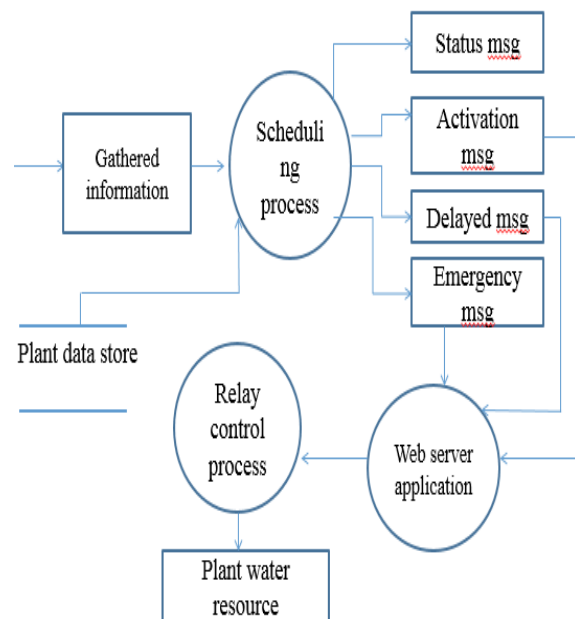 Status msg
Activation
msg
Delayed msg
Emergency
msg
Gathered
information
Scheduli
ng
process
Plant data store
Relay
control
process
Web server
application
Plant water
resource